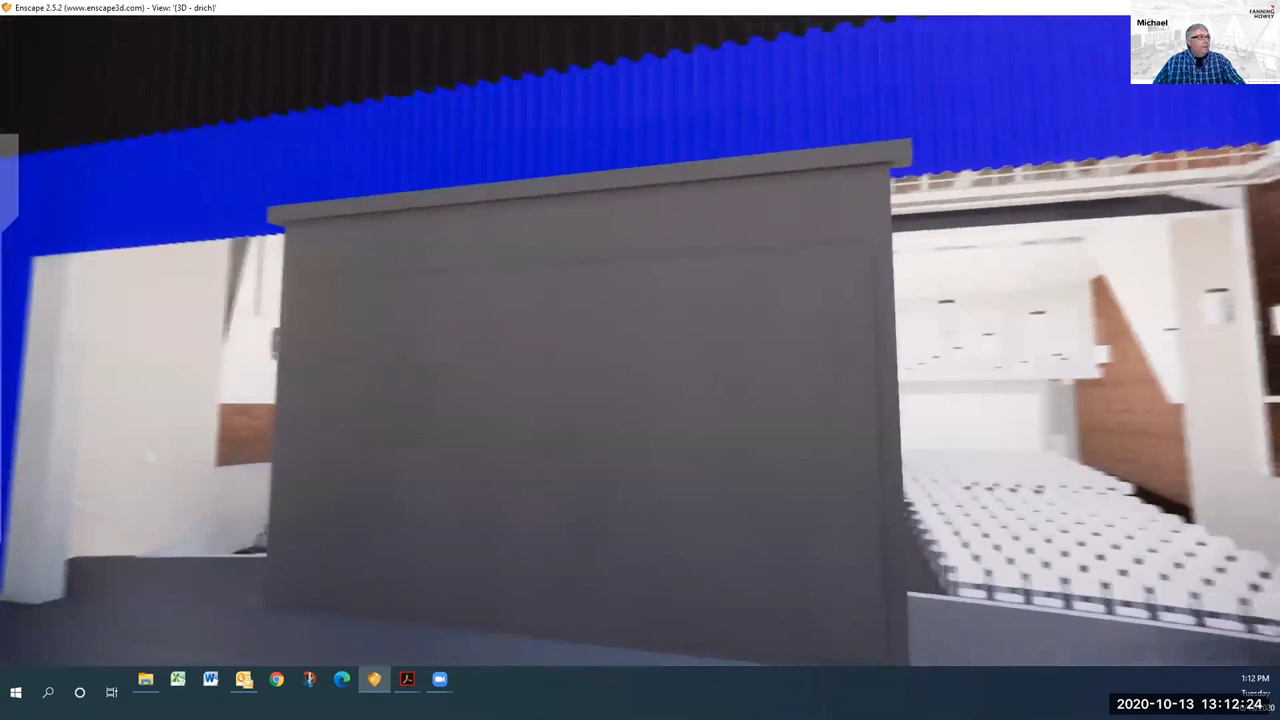 Enscape 2.5.2 (www.enscape3d.com) - View: '{3D - drich}'
Michael
FANNING
HOWEY
1:12 PM
Tuesday
2020-10-13 13:12:24